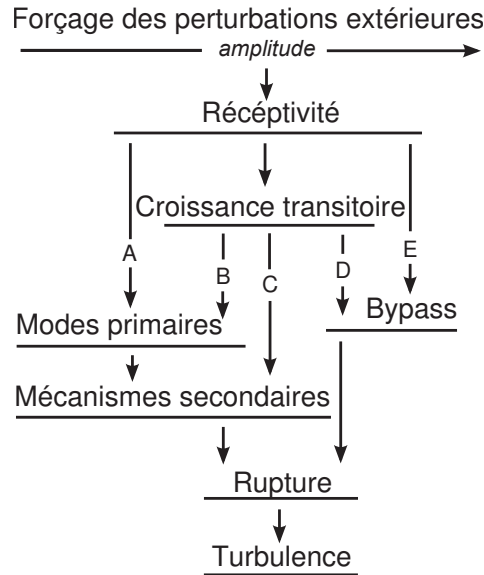 Forçage des perturbations extérieures
amplitude
Récéptivité
Croissance transitoire
A
E
B
C
D
Bypass
Modes primaires
Mécanismes secondaires
Rupture
Turbulence